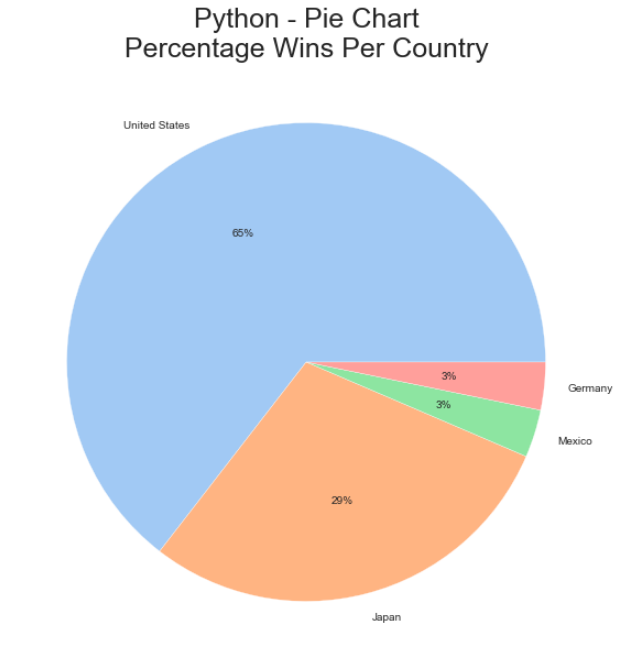 Python - Pie Chart
Percentage Wins Per Country
United States
65%
3%
Germany
3%
Mexico
29%
Japan